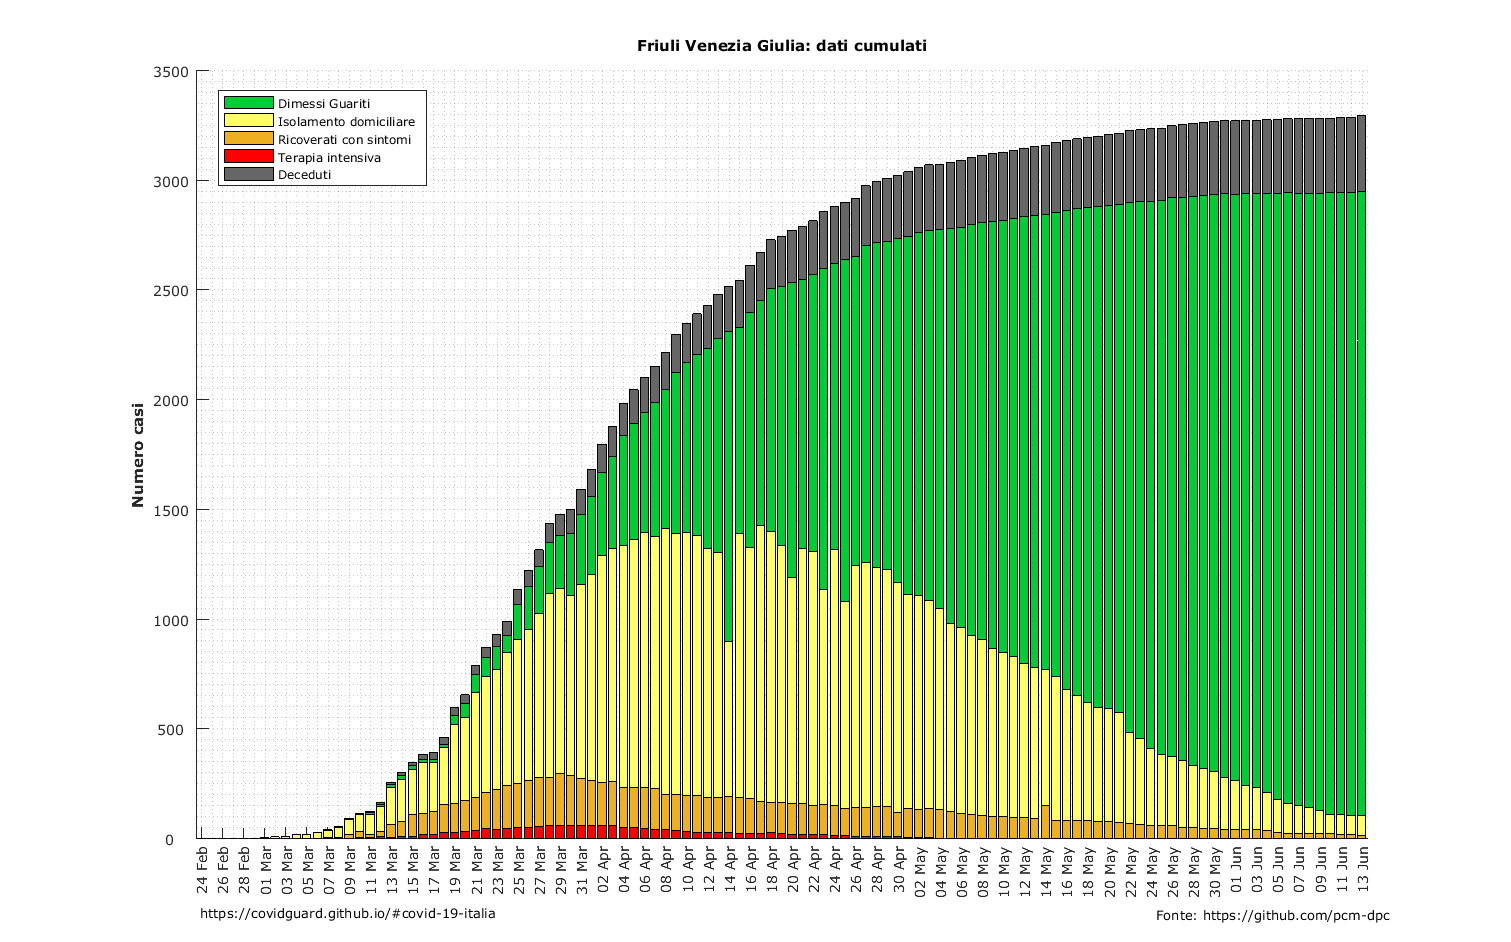 Friuli Venezia Giulia: dati cumulati
3500
3000
2500
2000
1500
1000
500
0
Numero casi
Dimessi Guariti
Isolamento domiciliare
Ricoverati con sintomi
Terapia intensiva
Deceduti
24 Feb
26 Feb
28 Feb
01 Mar
03 Mar
05 Mar
07 Mar
09 Mar
11 Mar
13 Mar
15 Mar
17 Mar
19 Mar
21 Mar
23 Mar
25 Mar
27 Mar
29 Mar
31 Mar
02 Apr
04 Apr
06 Apr
08 Apr
10 Apr
12 Apr
14 Apr
16 Apr
18 Apr
20 Apr
22 Apr
24 Apr
26 Apr
28 Apr
30 Apr
02 May
04 May
06 May
08 May
10 May
12 May
14 May
16 May
18 May
20 May
22 May
24 May
26 May
28 May
30 May
01 Jun
03 Jun
05 Jun
07 Jun
09 Jun
11 Jun
13 Jun
https://covidguard.github.io/#covid-19-italia
Fonte: https://github.com/pcm-dpc